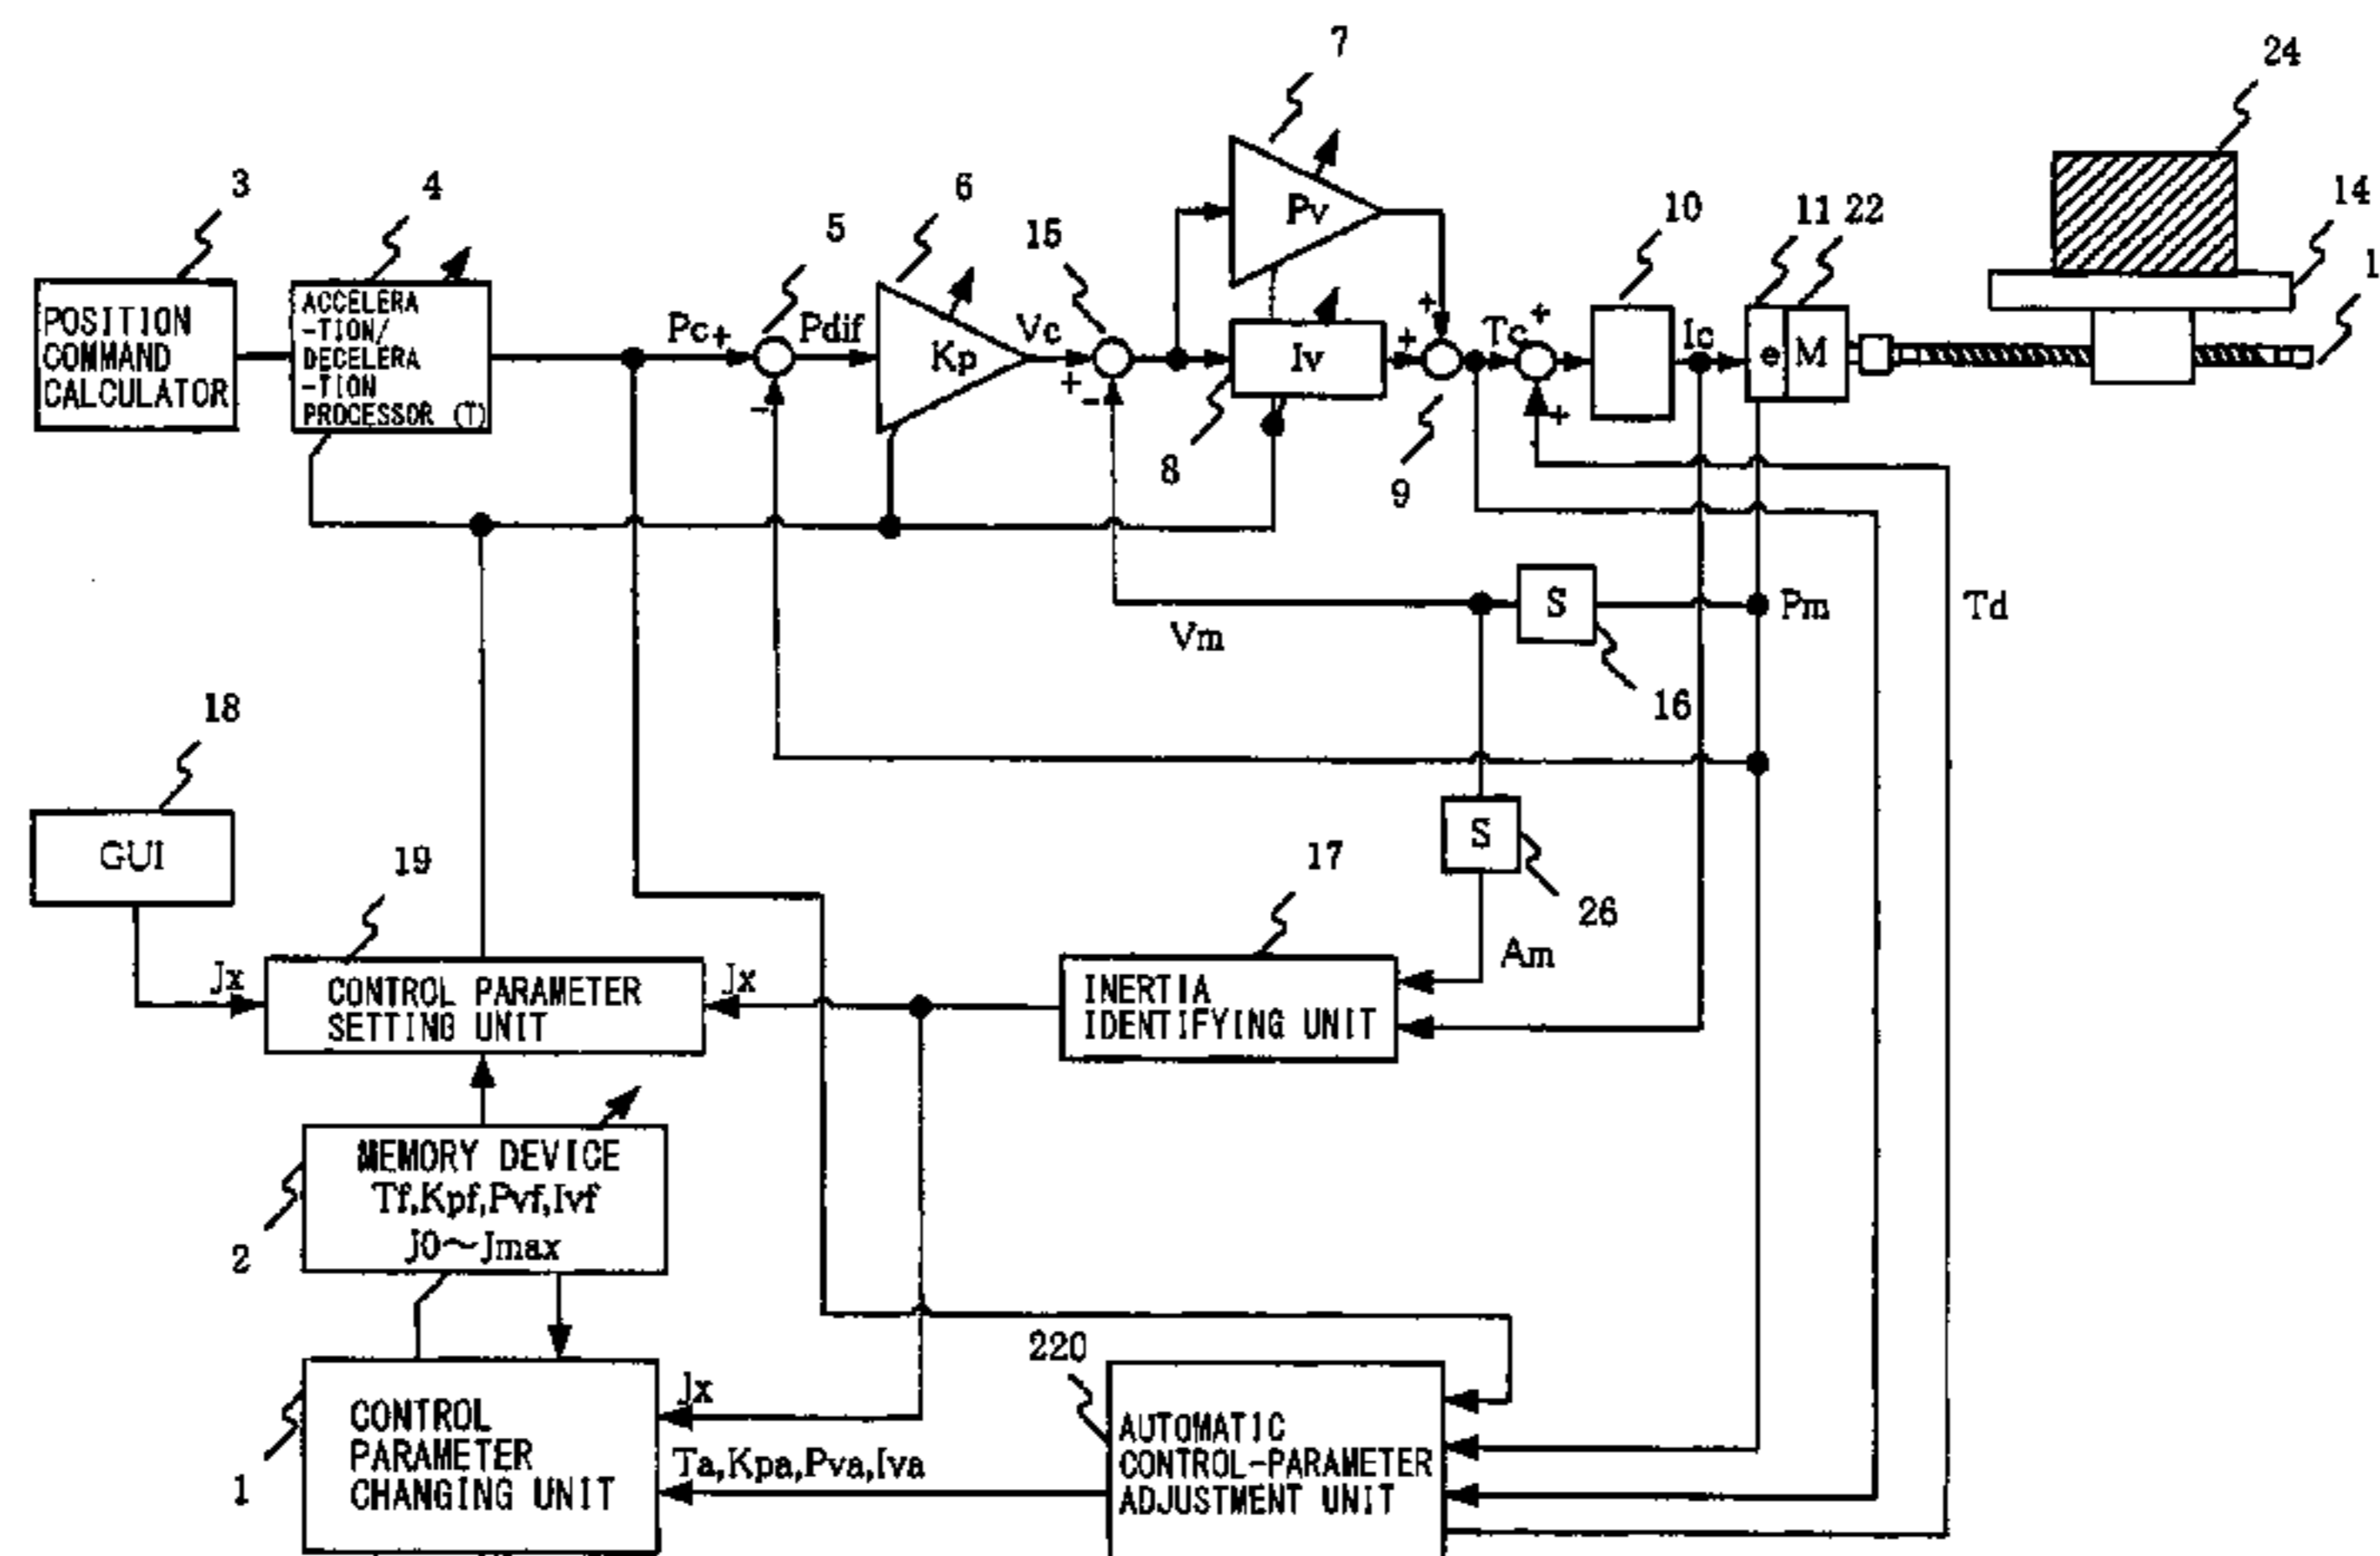 7
24
3
4
5
6
15
10
11 22
14
1
POSITION
COMMAND
CALCULATOR
ACCELERA
-TION/
DECELERA
-TION
PROCESSOR (T)
Pc +
-
Pdif
Kp
Vc
+
-
Pv
Iv
+
+
Tc
+
+
Ic
e M
8
9
S
Pm
Td
Vm
16
18
GUI
19
17
S
26
Am
Jx
CONTROL PARAMETER
SETTING UNIT
Jx
INERTIA
IDENTIFYING UNIT
MEMORY DEVICE
Tf,Kpf,Pvf,Ivf
J0~Jmax
2
220
CONTROL
PARAMETER
CHANGING UNIT
1
Jx
Ta,Kpa,Pva,Iva
AUTOMATIC
CONTROL-PARAMETER
ADJUSTMENT UNIT